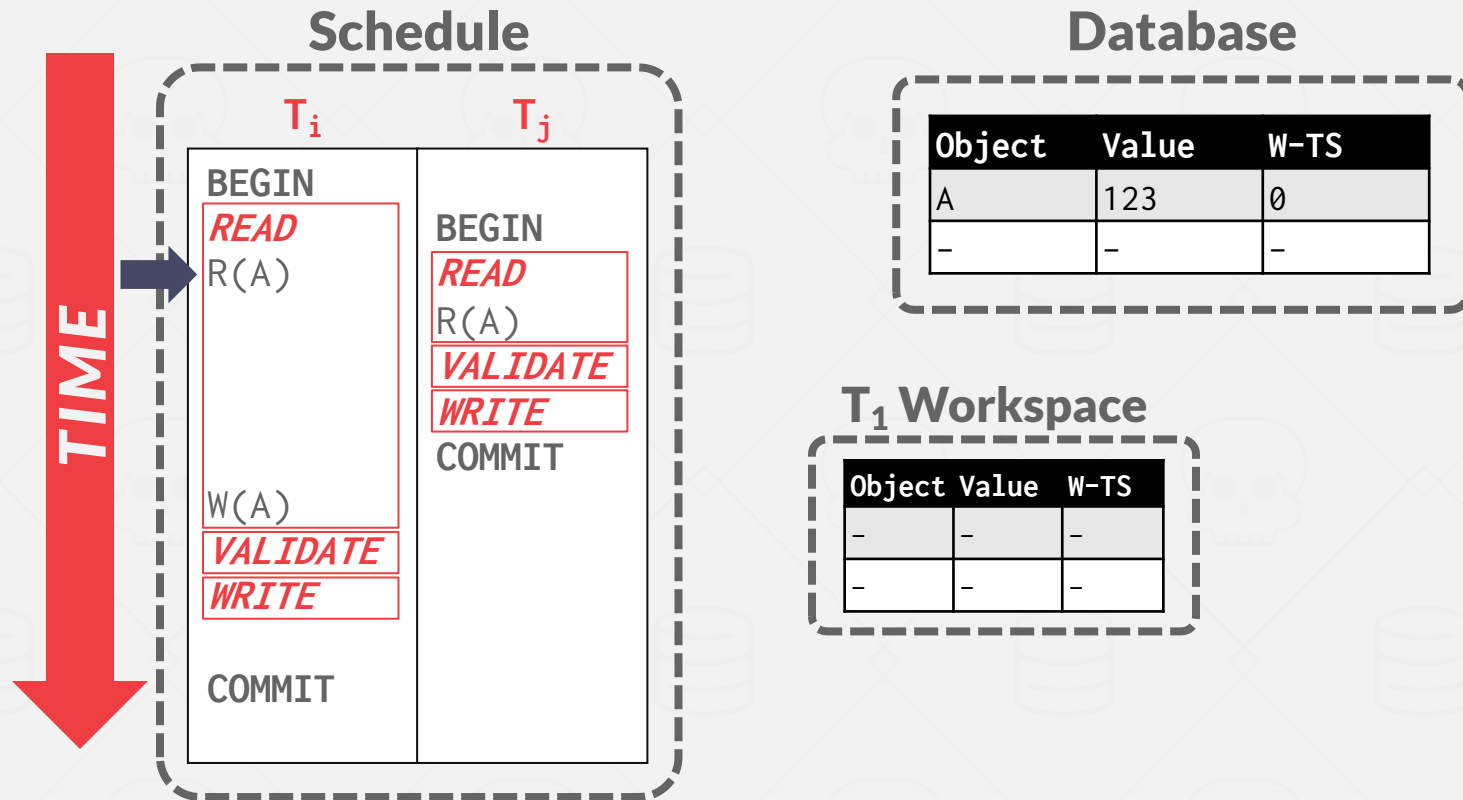 Schedule
TIME
Tᵢ Tⱼ
BEGIN
READ BEGIN
R(A) READ
R(A)
VALIDATE
WRITE
COMMIT
W(A)
VALIDATE
WRITE
COMMIT
Database
Object Value W-TS
A 123 0
– – –
T₁ Workspace
Object Value W-TS
– – –
– – –